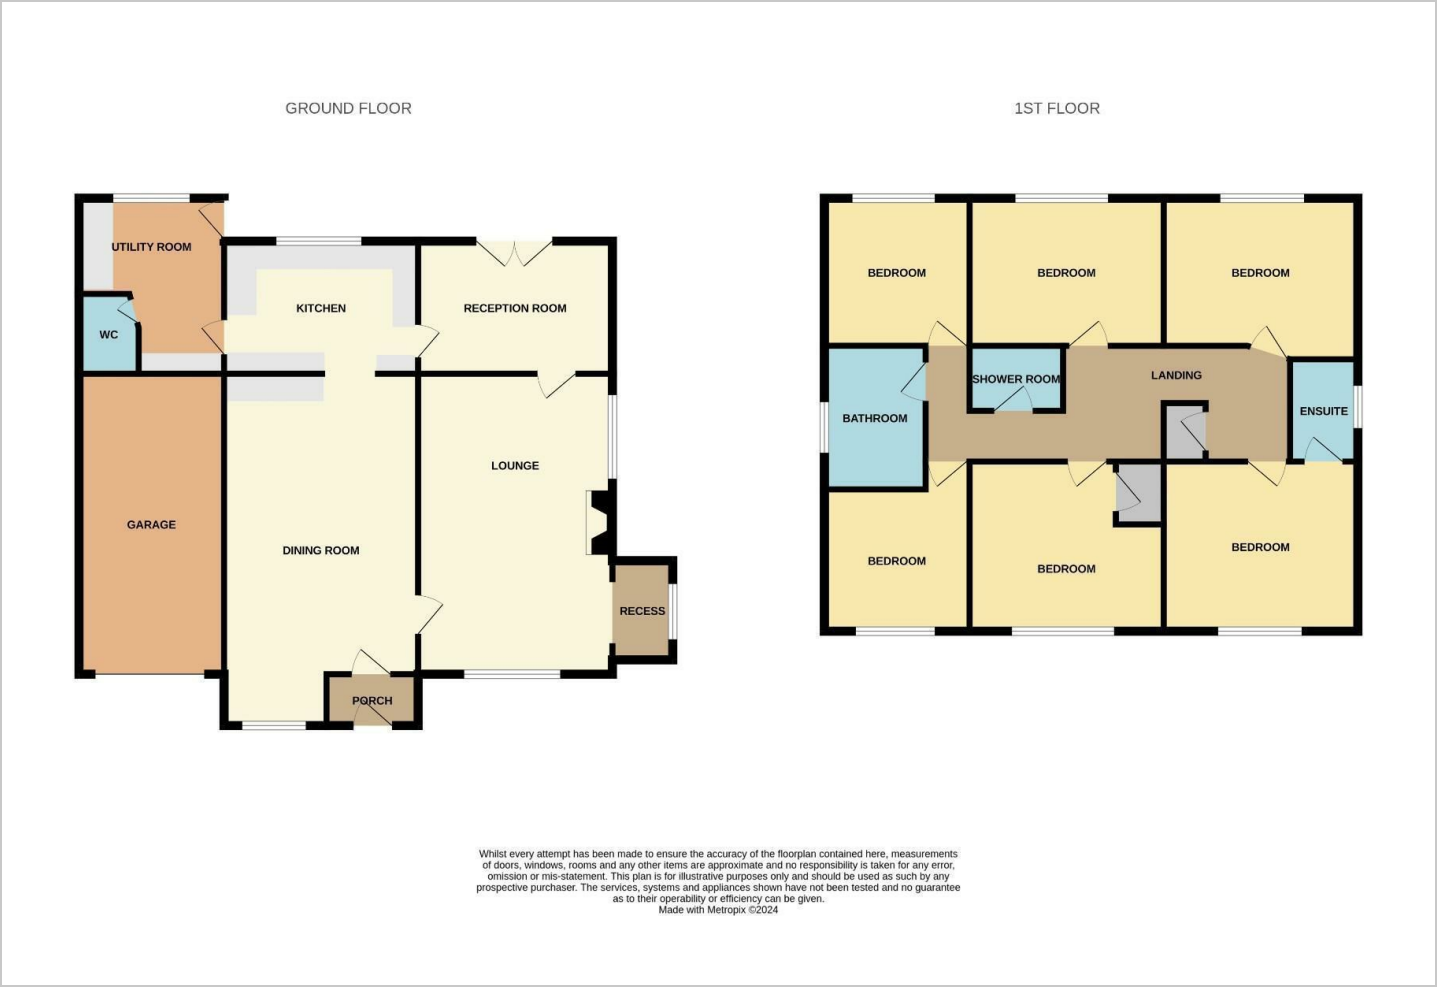 GROUND FLOOR
1ST FLOOR
UTILITY ROOM
WC
KITCHEN
RECEPTION ROOM
LOUNGE
GARAGE
DINING ROOM
RECESS
PORCH
BEDROOM
BEDROOM
BEDROOM
SHOWER ROOM
LANDING
BATHROOM
ENSUITE
BEDROOM
BEDROOM
BEDROOM
Whilst every attempt has been made to ensure the accuracy of the floorplan contained here, measurements
of doors, windows, rooms and any other items are approximate and no responsibility is taken for any error,
omission or mis-statement. This plan is for illustrative purposes only and should be used as such by any
prospective purchaser. The services, systems and appliances shown have not been tested and no guarantee
as to their operability or efficiency can be given.
Made with Metropix ©2024